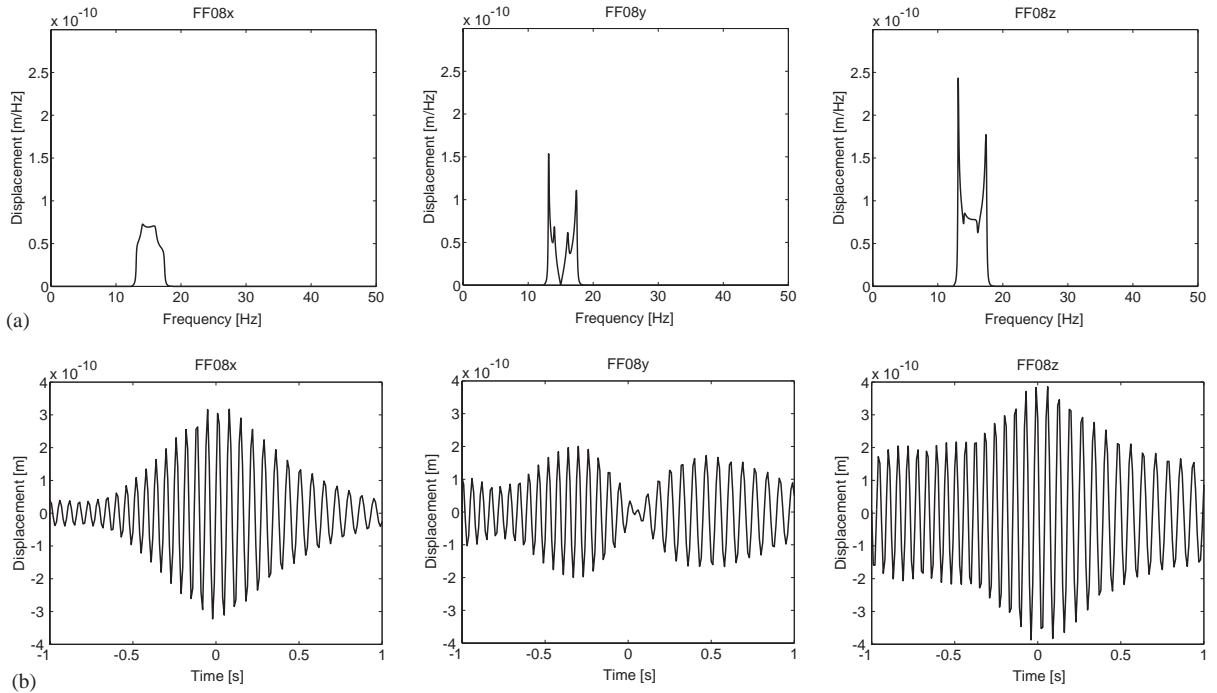 FF08x
x 10^-10
2.5
2
1.5
1
0.5
0
0 10 20 30 40 50
Displacement [m/Hz]
Frequency [Hz]
FF08y
x 10^-10
2.5
2
1.5
1
0.5
0
0 10 20 30 40 50
Displacement [m/Hz]
Frequency [Hz]
FF08z
x 10^-10
2.5
2
1.5
1
0.5
0
0 10 20 30 40 50
Displacement [m/Hz]
Frequency [Hz]
(a)
FF08x
x 10^-10
4
3
2
1
0
-1
-2
-3
-4
-1 -0.5 0 0.5 1
Displacement [m]
Time [s]
FF08y
x 10^-10
4
3
2
1
0
-1
-2
-3
-4
-1 -0.5 0 0.5 1
Displacement [m]
Time [s]
FF08z
x 10^-10
4
3
2
1
0
-1
-2
-3
-4
-1 -0.5 0 0.5 1
Displacement [m]
Time [s]
(b)